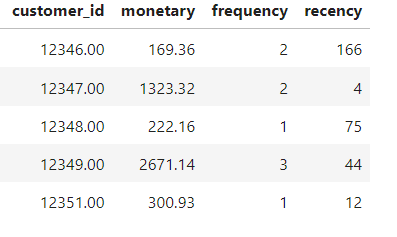 customer_id monetary frequency recency
12346.00 169.36 2 166
12347.00 1323.32 2 4
12348.00 222.16 1 75
12349.00 2671.14 3 44
12351.00 300.93 1 12